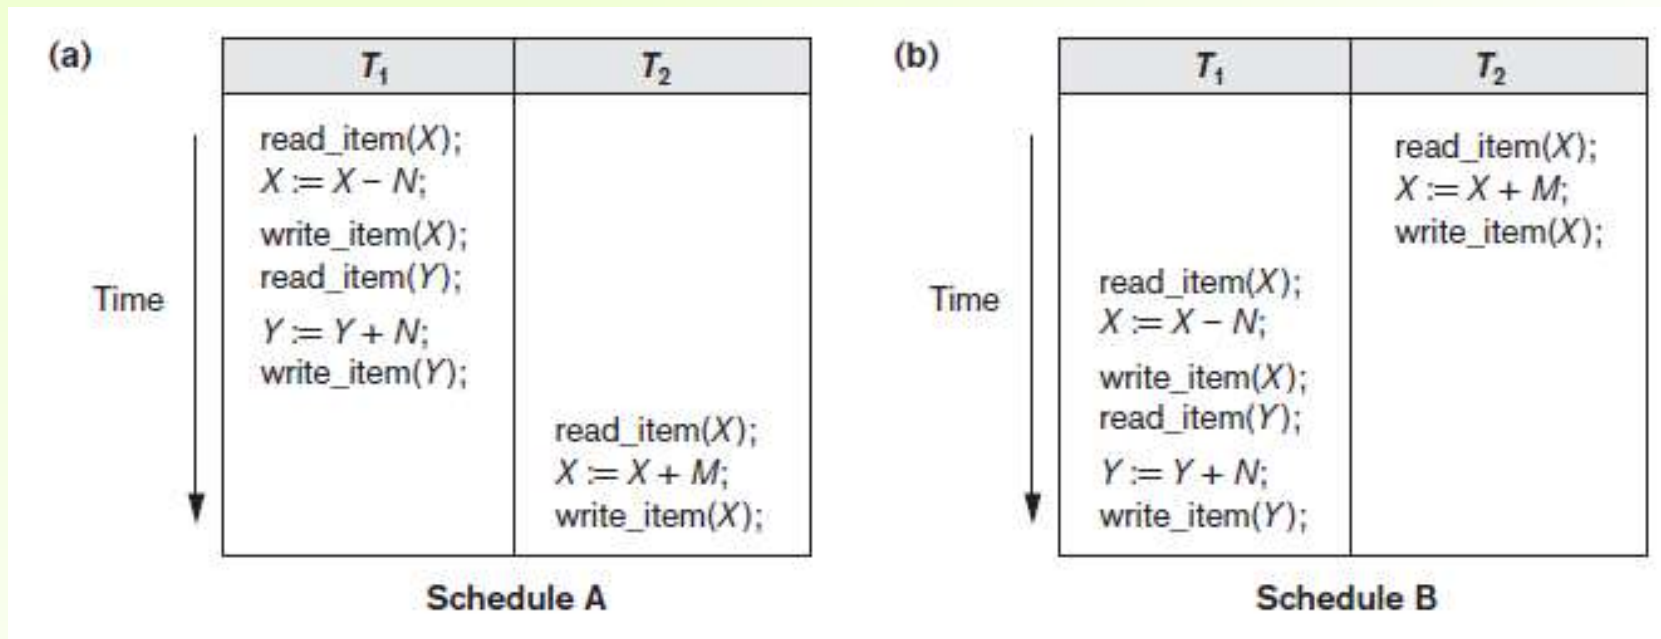 (a)
T₁ T₂
read_item(X);
X := X – N;
write_item(X);
read_item(Y);
Time
Y := Y + N;
write_item(Y);
read_item(X);
X := X + M;
write_item(X);
Schedule A
(b)
T₁ T₂
read_item(X);
X := X + M;
write_item(X);
read_item(X);
Time
X := X – N;
write_item(X);
read_item(Y);
Y := Y + N;
write_item(Y);
Schedule B